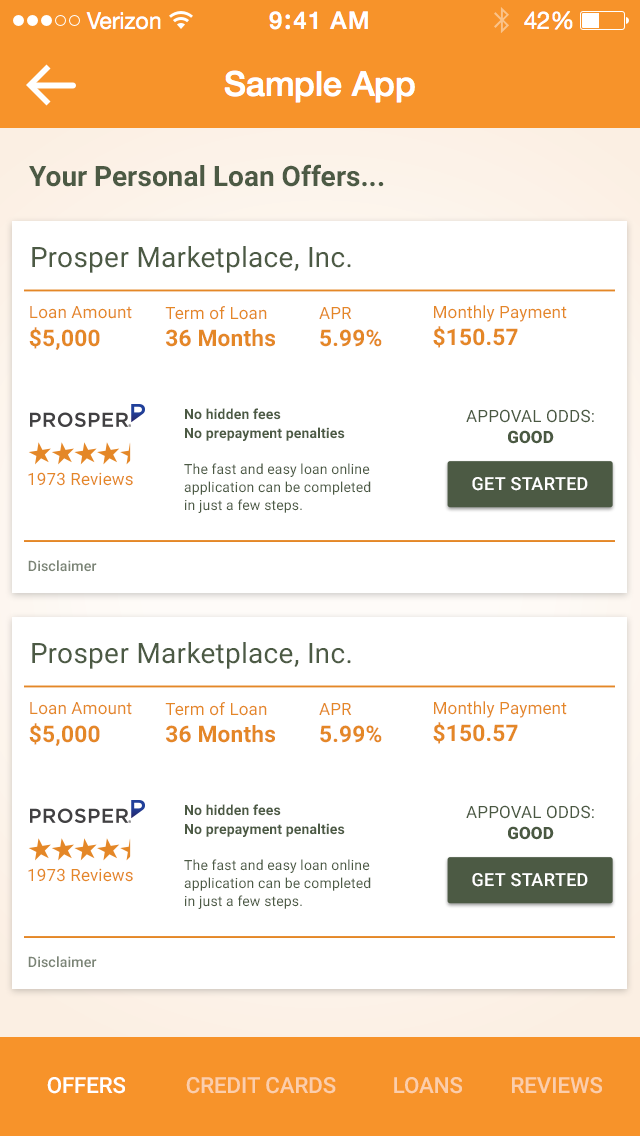 Verizon 9:41 AM 42%
Sample App
Your Personal Loan Offers...
Prosper Marketplace, Inc.
Loan Amount Term of Loan APR Monthly Payment
$5,000 36 Months 5.99% $150.57
PROSPER
1973 Reviews
No hidden fees
No prepayment penalties
The fast and easy loan online
application can be completed
in just a few steps.
APPOVAL ODDS:
GOOD
GET STARTED
Disclaimer
Prosper Marketplace, Inc.
Loan Amount Term of Loan APR Monthly Payment
$5,000 36 Months 5.99% $150.57
PROSPER
1973 Reviews
No hidden fees
No prepayment penalties
The fast and easy loan online
application can be completed
in just a few steps.
APPOVAL ODDS:
GOOD
GET STARTED
Disclaimer
OFFERS CREDIT CARDS LOANS REVIEWS